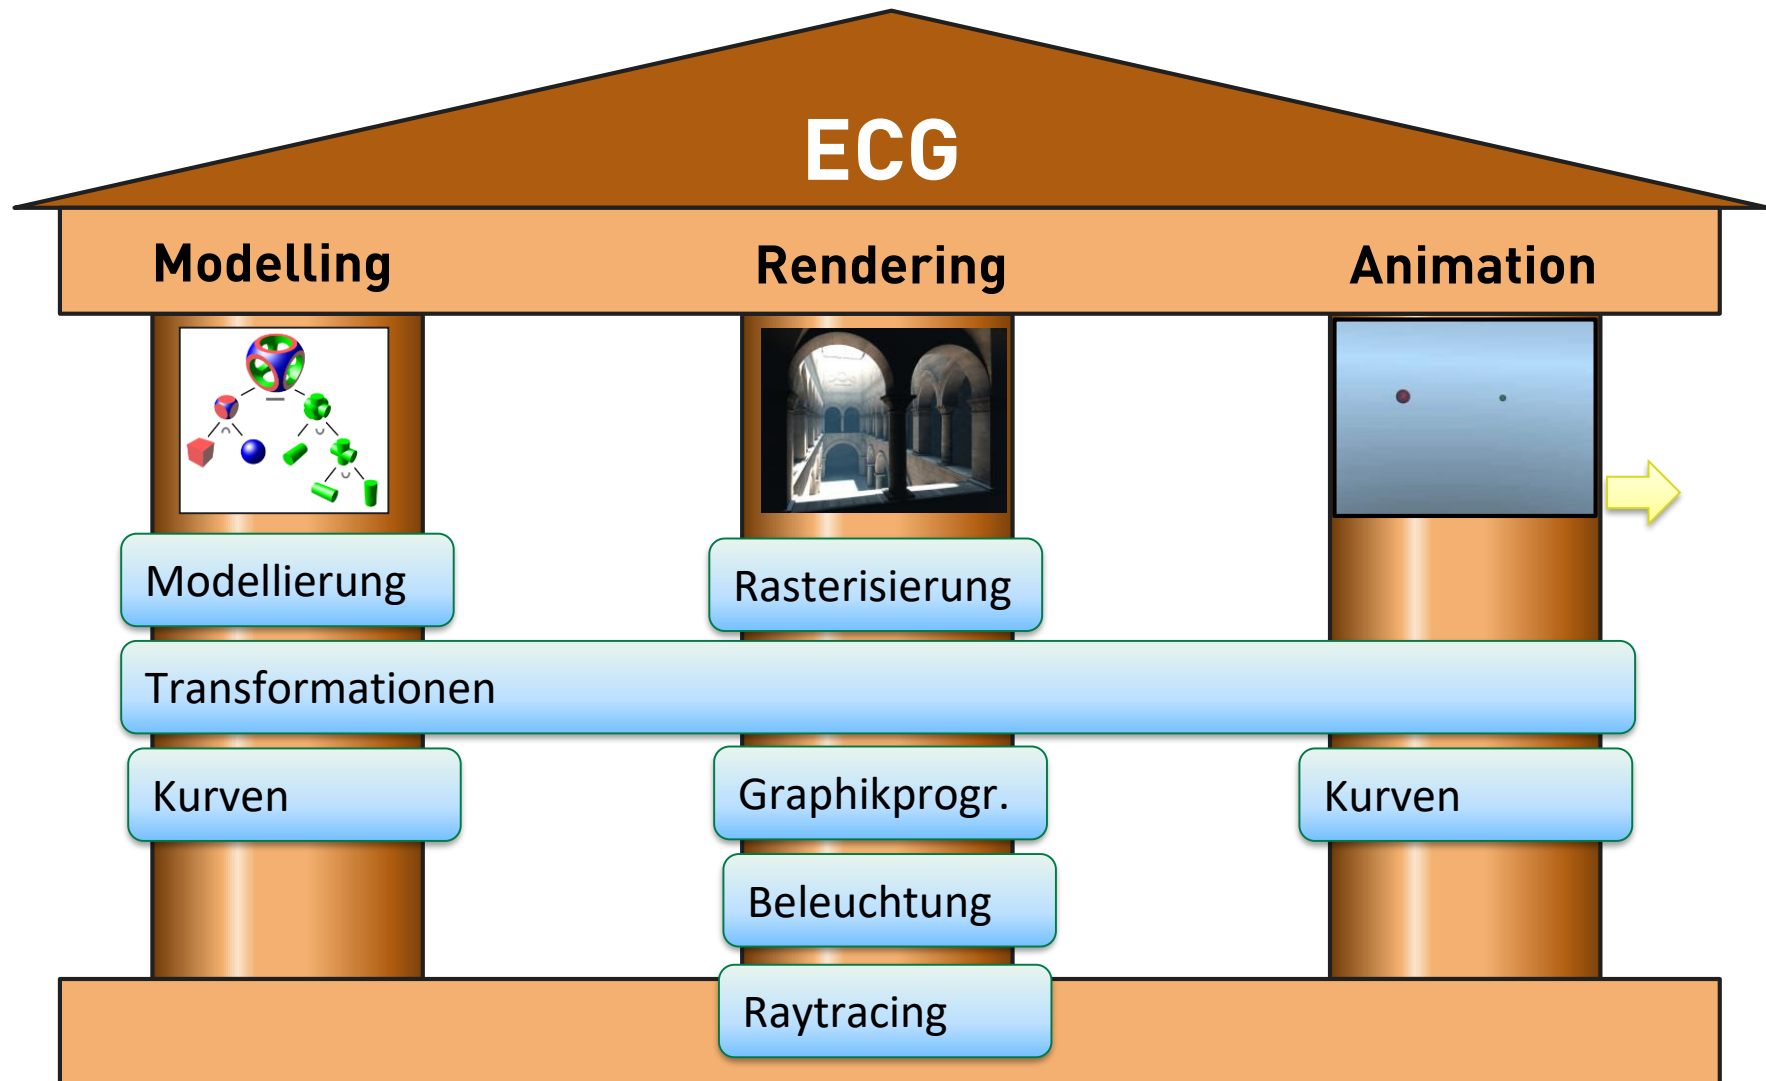 ECG
Modelling
Rendering
Animation
Modellierung
Rasterisierung
Transformationen
Kurven
Graphikprogr.
Kurven
Beleuchtung
Raytracing